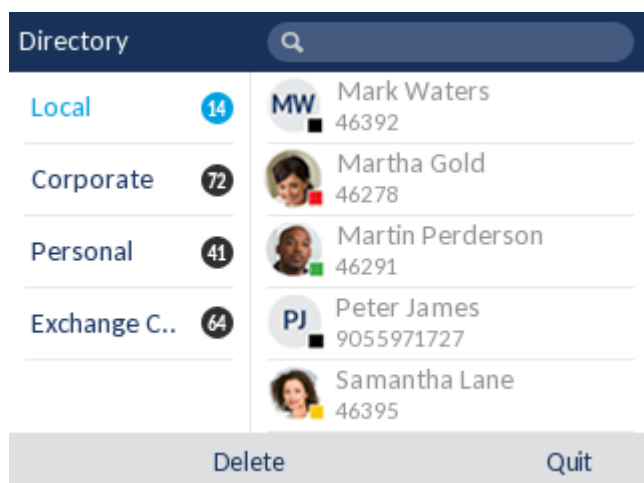 Directory
Local 14
Corporate 72
Personal 41
Exchange C.. 64
MW Mark Waters
46392
Martha Gold
46278
Martin Perderson
46291
PJ Peter James
9055971727
Samantha Lane
46395
Delete Quit